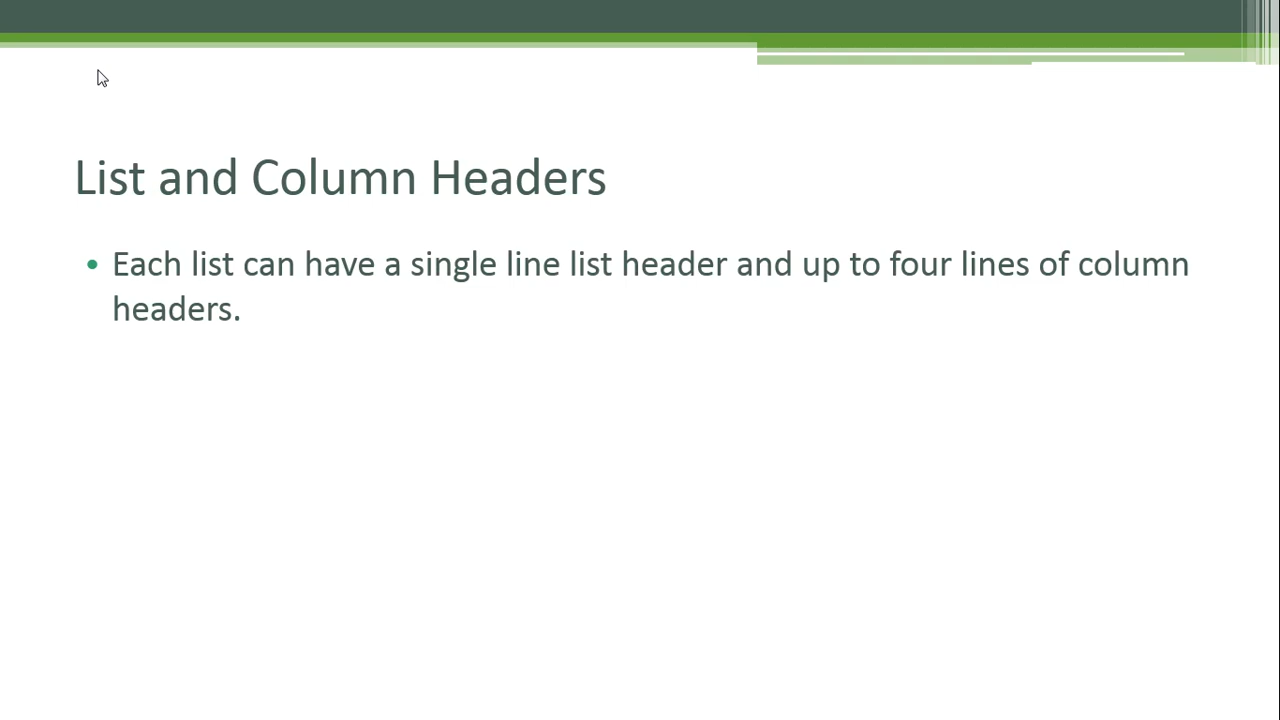 List and Column Headers
• Each list can have a single line list header and up to four lines of column
headers.